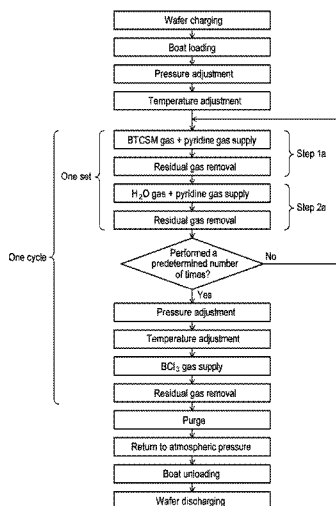 Wafer charging
Boat loading
Pressure adjustment
Temperature adjustment
BTCSM gas + pyridine gas supply
Step 1a
Residual gas removal
One set
H₂O gas + pyridine gas supply
Step 2a
Residual gas removal
One cycle
Performed a
predetermined number
of times?
No
Yes
Pressure adjustment
Temperature adjustment
BCl₃ gas supply
Residual gas removal
Purge
Return to atmospheric pressure
Boat unloading
Wafer discharging